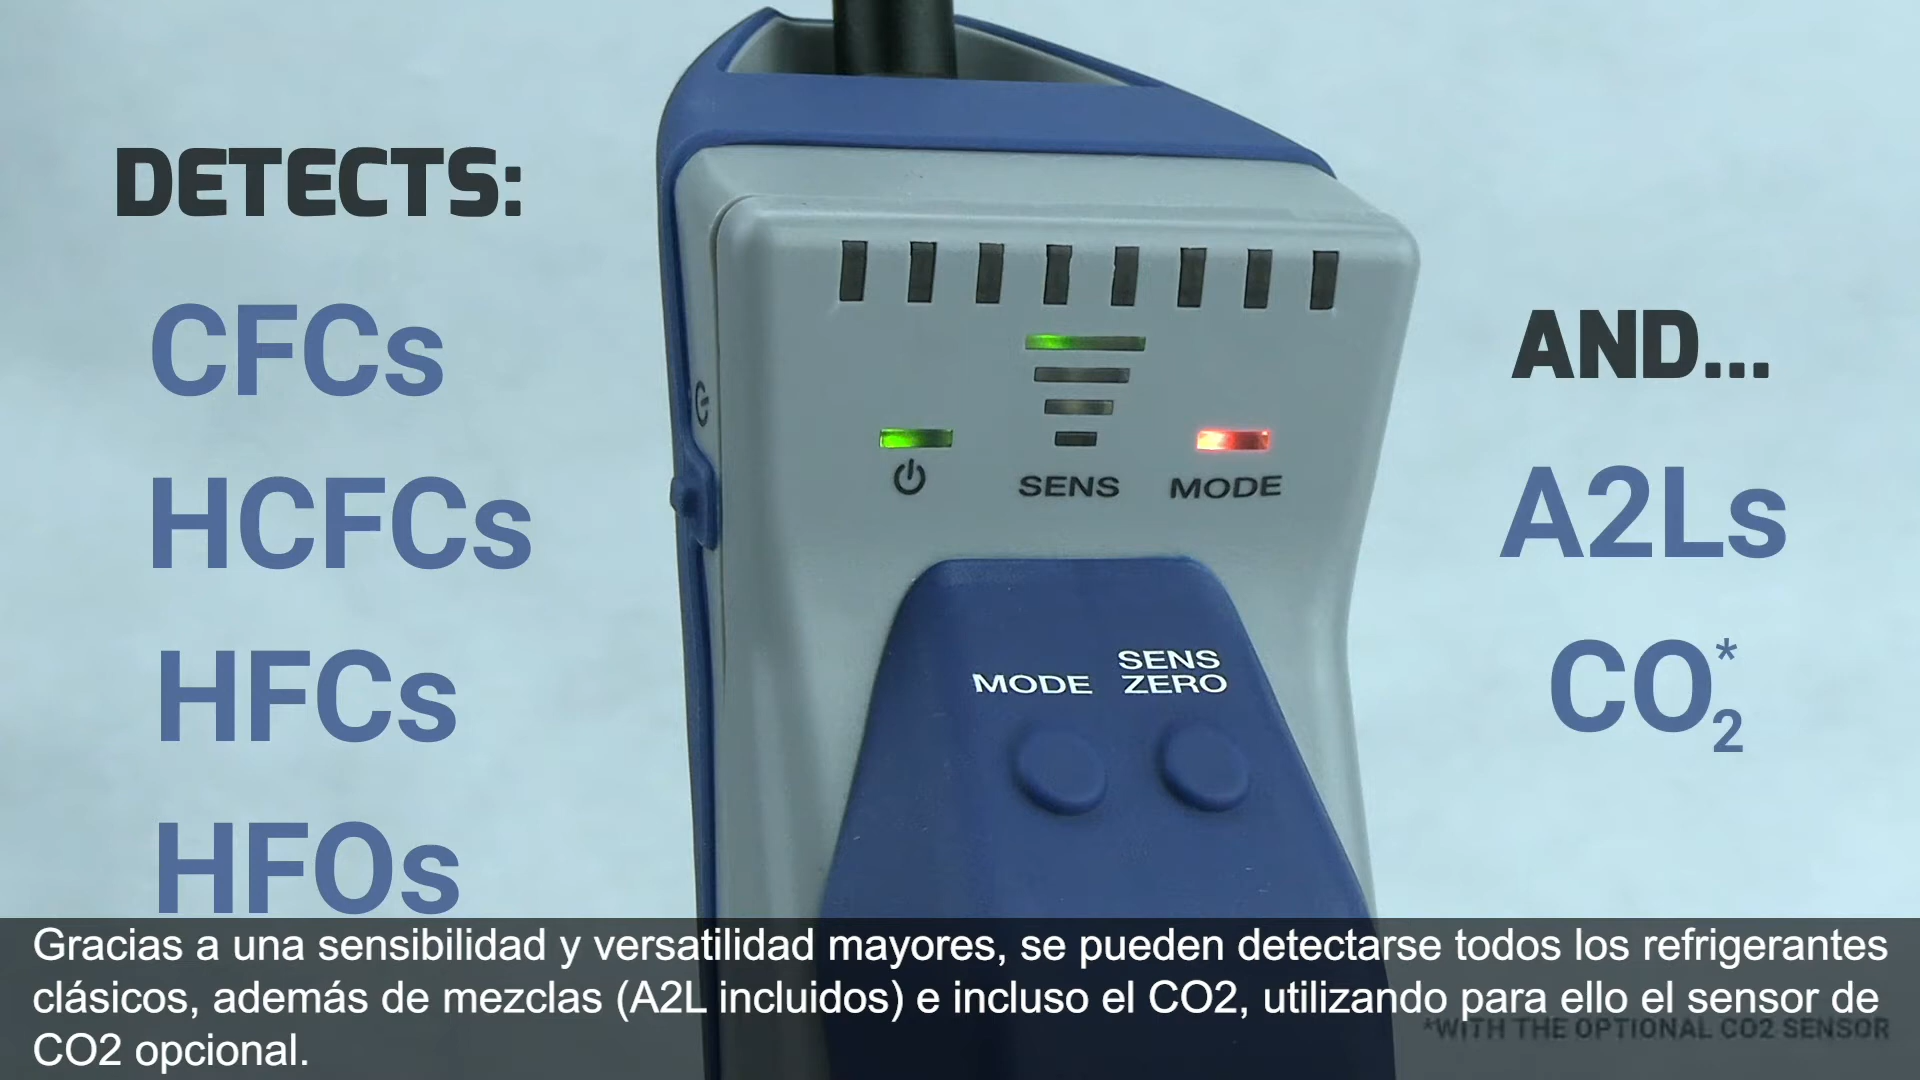 DETECTS:
CFCs
HCFCs
HFCs
HFOs
SENS
MODE
MODE
SENS
ZERO
AND...
A2Ls
CO2*
Gracias a una sensibilidad y versatilidad mayores, se pueden detectarse todos los refrigerantes
clásicos, además de mezclas (A2L incluidos) e incluso el CO2, utilizando para ello el sensor de
CO2 opcional.
*WITH THE OPTIONAL CO2 SENSOR